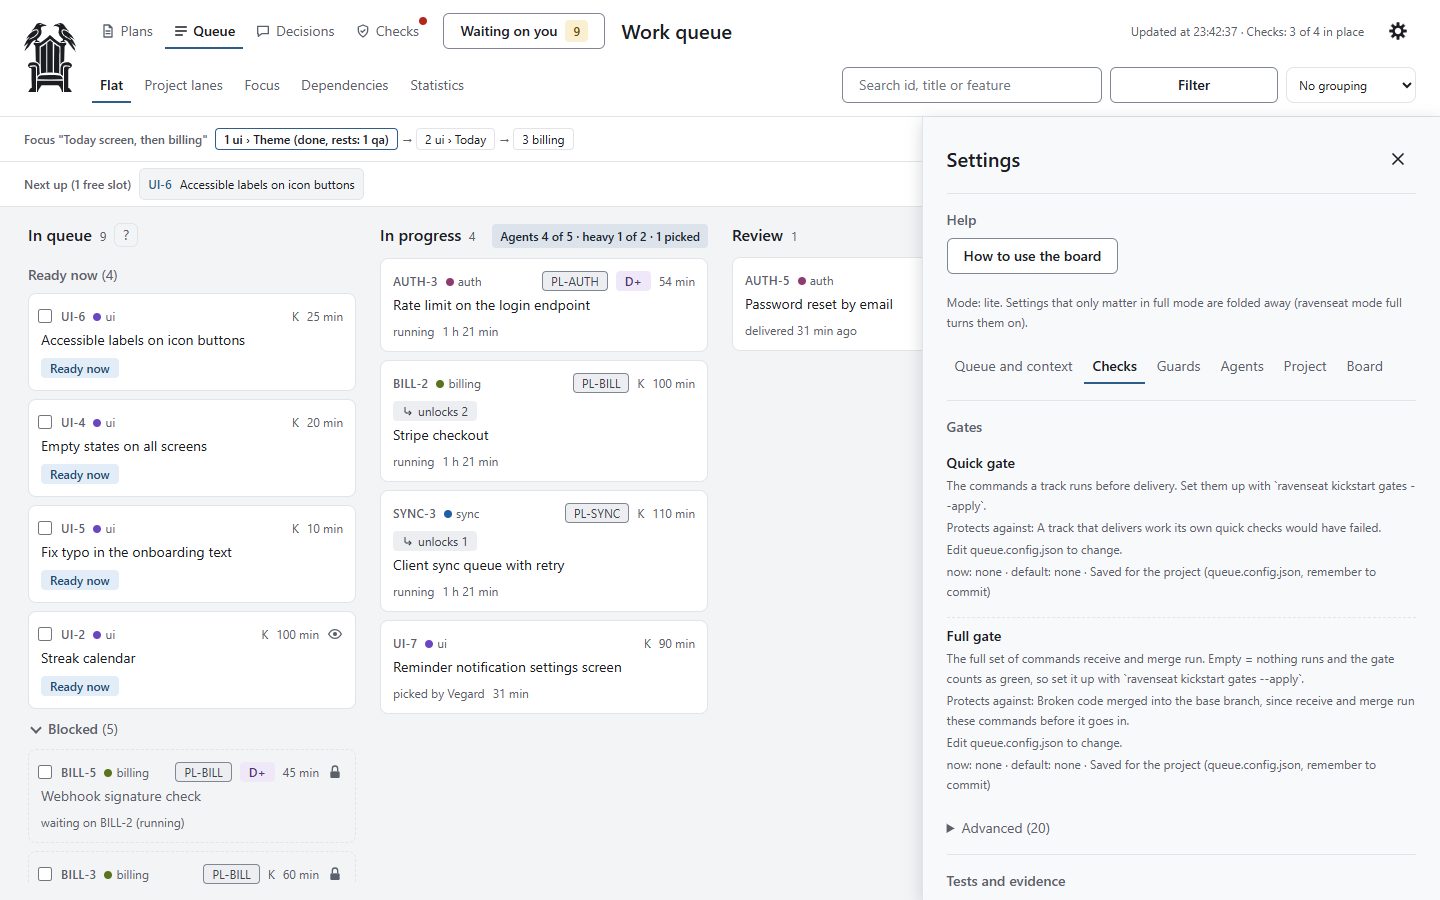 Plans
Queue
Decisions
Checks
Waiting on you 9
Work queue
Updated at 23:42:37 · Checks: 3 of 4 in place
Flat
Project lanes
Focus
Dependencies
Statistics
Search id, title or feature
Filter
No grouping
Focus "Today screen, then billing" 1 ui › Theme (done, rests: 1 qa) → 2 ui › Today → 3 billing
Next up (1 free slot) UI-6 Accessible labels on icon buttons
In queue 9 ?
Ready now (4)
UI-6 ui K 25 min
Accessible labels on icon buttons
Ready now
UI-4 ui K 20 min
Empty states on all screens
Ready now
UI-5 ui K 10 min
Fix typo in the onboarding text
Ready now
UI-2 ui K 100 min
Streak calendar
Ready now
Blocked (5)
BILL-5 billing PL-BILL D+ 45 min
Webhook signature check
waiting on BILL-2 (running)
BILL-3 billing PL-BILL K 60 min
In progress 4 Agents 4 of 5 · heavy 1 of 2 · 1 picked
AUTH-3 auth PL-AUTH D+ 54 min
Rate limit on the login endpoint
running 1 h 21 min
BILL-2 billing PL-BILL K 100 min
↳ unlocks 2
Stripe checkout
running 1 h 21 min
SYNC-3 sync PL-SYNC K 110 min
↳ unlocks 1
Client sync queue with retry
running 1 h 21 min
UI-7 ui K 90 min
Reminder notification settings screen
picked by Vegard 31 min
Review 1
AUTH-5 auth
Password reset by email
delivered 31 min ago
Settings
Help
How to use the board
Mode: lite. Settings that only matter in full mode are folded away (ravenseat mode full
turns them on).
Queue and context
Checks
Guards
Agents
Project
Board
Gates
Quick gate
The commands a track runs before delivery. Set them up with `ravenseat kickstart gates -
-apply`.
Protects against: A track that delivers work its own quick checks would have failed.
Edit queue.config.json to change.
now: none · default: none · Saved for the project (queue.config.json, remember to
commit)
Full gate
The full set of commands receive and merge run. Empty = nothing runs and the gate
counts as green, so set it up with `ravenseat kickstart gates --apply`.
Protects against: Broken code merged into the base branch, since receive and merge run
these commands before it goes in.
Edit queue.config.json to change.
now: none · default: none · Saved for the project (queue.config.json, remember to
commit)
Advanced (20)
Tests and evidence